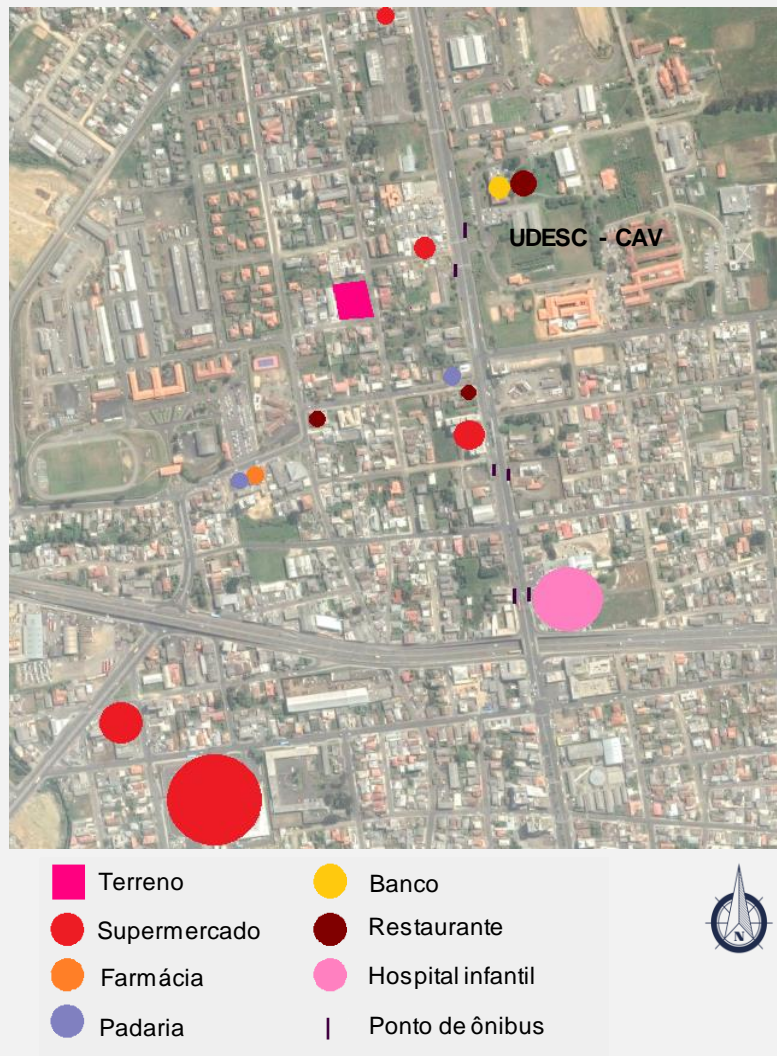 UDESC - CAV
Terreno
Supermercado
Farmácia
Padaria
Banco
Restaurante
Hospital infantil
Ponto de ônibus
N